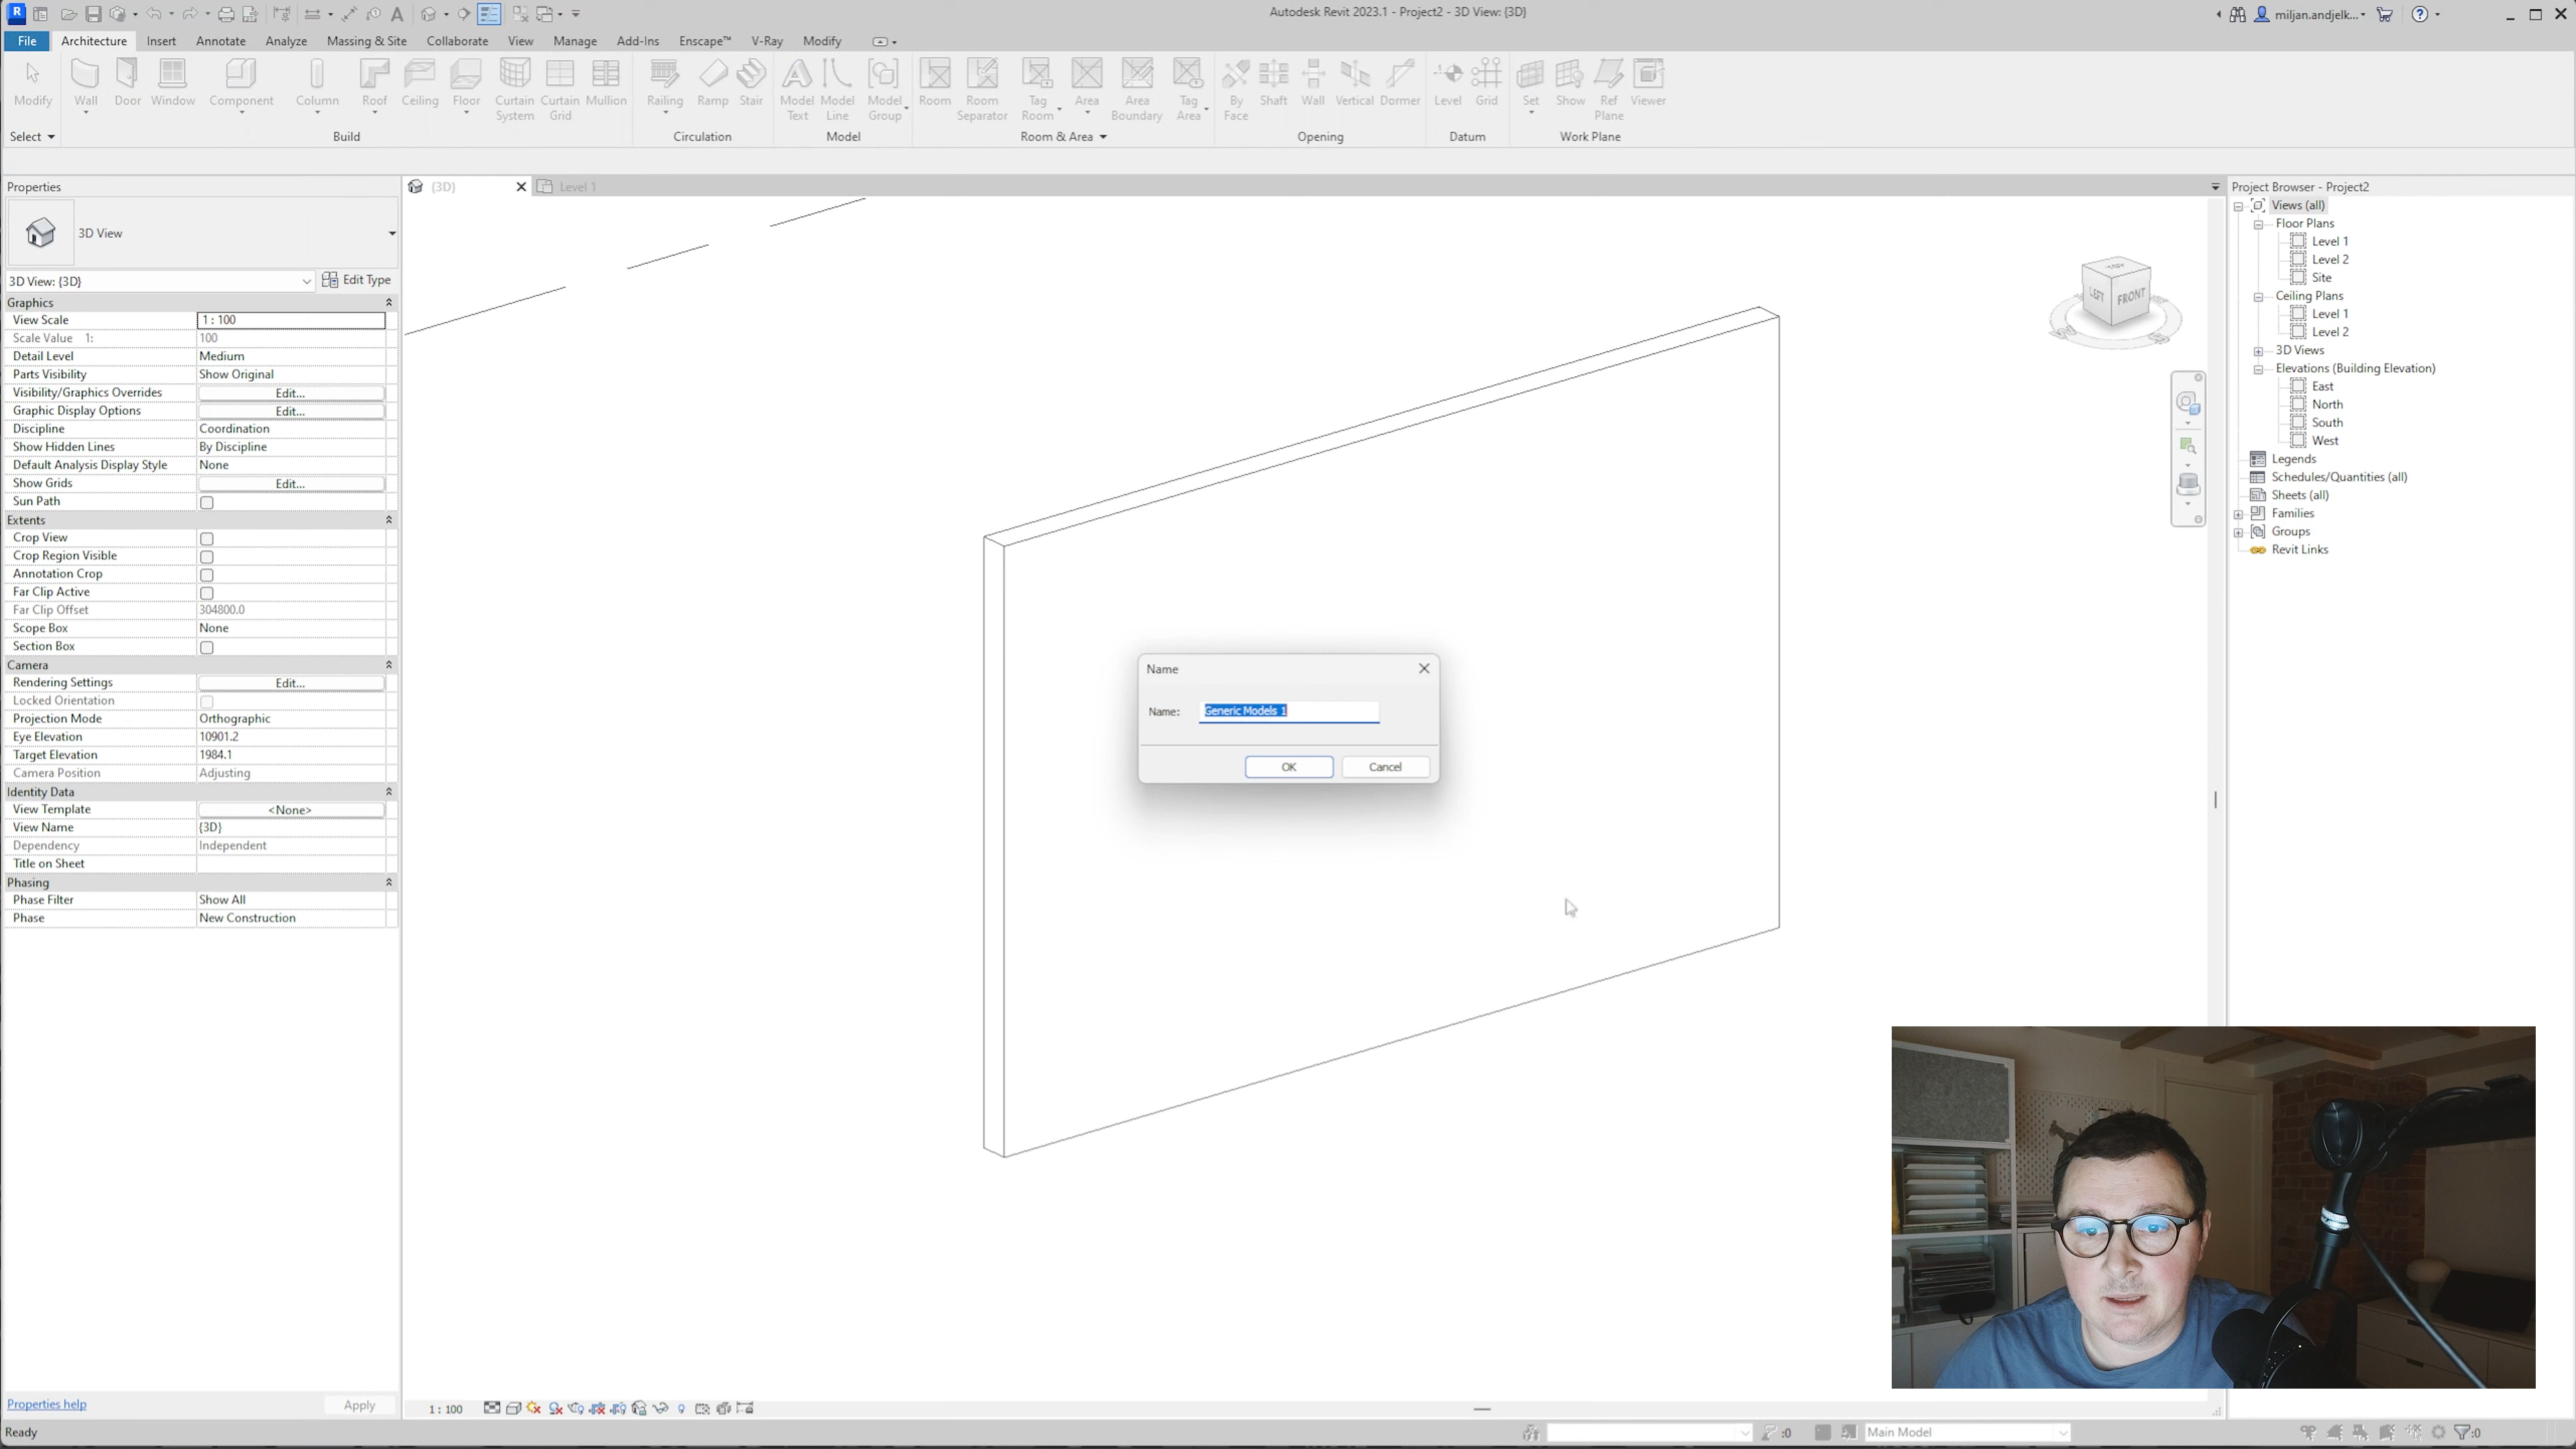 Autodesk Revit 2023.1 - Project2 - 3D View: {3D}
miljan.andjelk...
File Architecture Insert Annotate Analyze Massing & Site Collaborate View Manage Add-Ins Enscape™ V-Ray Modify
Modify Wall Door Window Component Column Roof Ceiling Floor Curtain System Curtain Grid Mullion Railing Ramp Stair Model Text Model Line Model Group Room Room Separator Tag Room Area Area Boundary Tag Area By Face Shaft Wall Vertical Dormer Level Grid Set Show Ref Plane Viewer
Select Build Circulation Model Room & Area Opening Datum Work Plane
Properties
3D View
3D View: {3D} Edit Type
Graphics
View Scale 1 : 100
Scale Value 1: 100
Detail Level Medium
Parts Visibility Show Original
Visibility/Graphics Overrides Edit...
Graphic Display Options Edit...
Discipline Coordination
Show Hidden Lines By Discipline
Default Analysis Display Style None
Show Grids Edit...
Sun Path
Extents
Crop View
Crop Region Visible
Annotation Crop
Far Clip Active
Far Clip Offset 304800.0
Scope Box None
Section Box
Camera
Rendering Settings Edit...
Locked Orientation
Projection Mode Orthographic
Eye Elevation 10901.2
Target Elevation 1984.1
Camera Position Adjusting
Identity Data
View Template <None>
View Name {3D}
Dependency Independent
Title on Sheet
Phasing
Phase Filter Show All
Phase New Construction
Properties help Apply
{3D} Level 1
TOP
LEFT FRONT
Name
Name: Generic Models 1
OK Cancel
Project Browser - Project2
Views (all)
Floor Plans
Level 1
Level 2
Site
Ceiling Plans
Level 1
Level 2
3D Views
Elevations (Building Elevation)
East
North
South
West
Legends
Schedules/Quantities (all)
Sheets (all)
Families
Groups
Revit Links
1 : 100
Ready
:0
Main Model
:0